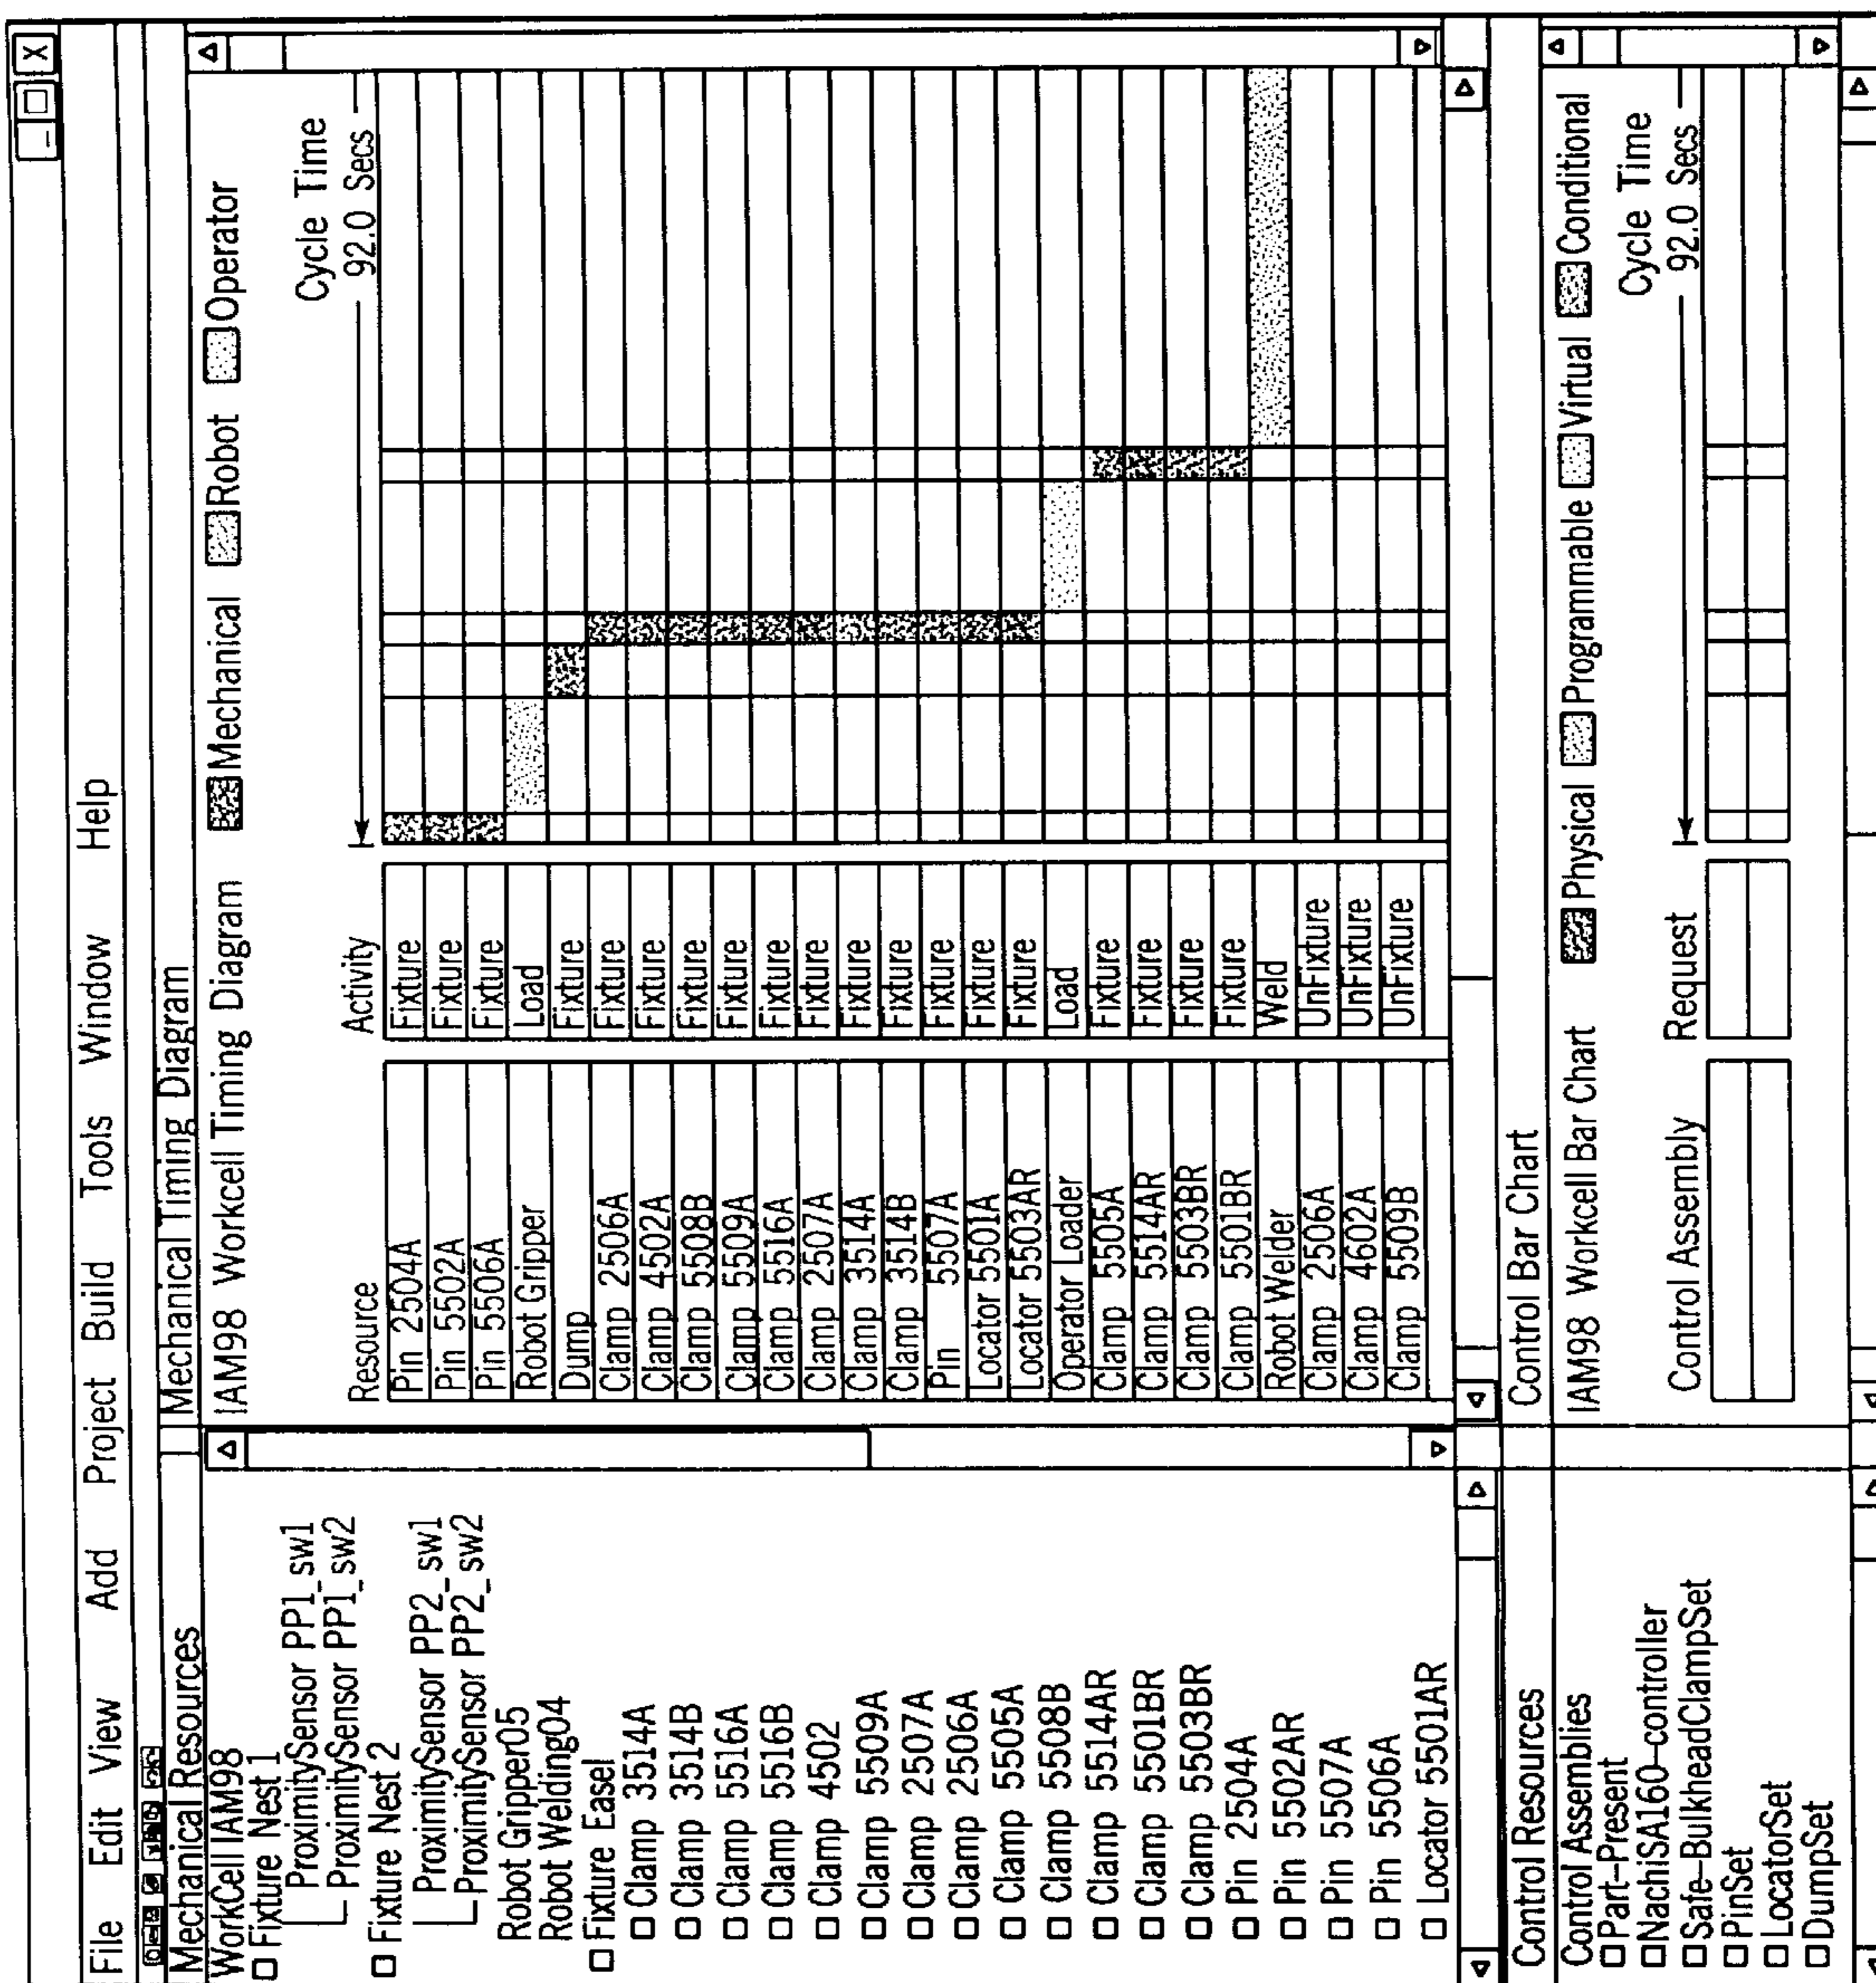 File Edit View Add Project Build Tools Window Help
Mechanical Resources
WorkCell IAM98
Fixture Nest 1
ProximitySensor PP1_sw1
ProximitySensor PP1_sw2
Fixture Nest 2
ProximitySensor PP2_sw1
ProximitySensor PP2_sw2
Robot Gripper05
Robot Welding04
Fixture Easel
Clamp 3514A
Clamp 3514B
Clamp 5516A
Clamp 5516B
Clamp 4502
Clamp 5509A
Clamp 2507A
Clamp 2506A
Clamp 5505A
Clamp 5508B
Clamp 5514AR
Clamp 5501BR
Clamp 5503BR
Pin 2504A
Pin 5502AR
Pin 5507A
Pin 5506A
Locator 5501AR
Mechanical Timing Diagram
IAM98 Workcell Timing Diagram Mechanical Robot Operator
Cycle Time
92.0 Secs
Resource Activity
Pin 2504A Fixture
Pin 5502A Fixture
Pin 5506A Fixture
Robot Gripper Load
Dump Fixture
Clamp 2506A Fixture
Clamp 4502A Fixture
Clamp 5508B Fixture
Clamp 5509A Fixture
Clamp 5516A Fixture
Clamp 2507A Fixture
Clamp 3514A Fixture
Clamp 3514B Fixture
Pin 5507A Fixture
Locator 5501A Fixture
Locator 5503AR Fixture
Operator Loader Load
Clamp 5505A Fixture
Clamp 5514AR Fixture
Clamp 5503BR Fixture
Clamp 5501BR Fixture
Robot Welder Weld
Clamp 2506A UnFixture
Clamp 4602A UnFixture
Clamp 5509B UnFixture
Control Resources
Control Assemblies
Part-Present
NachiSA160-controller
Safe-BulkheadClampSet
PinSet
LocatorSet
DumpSet
Control Bar Chart
IAM98 Workcell Bar Chart Physical Programmable Virtual Conditional
Cycle Time
92.0 Secs
Control Assembly Request